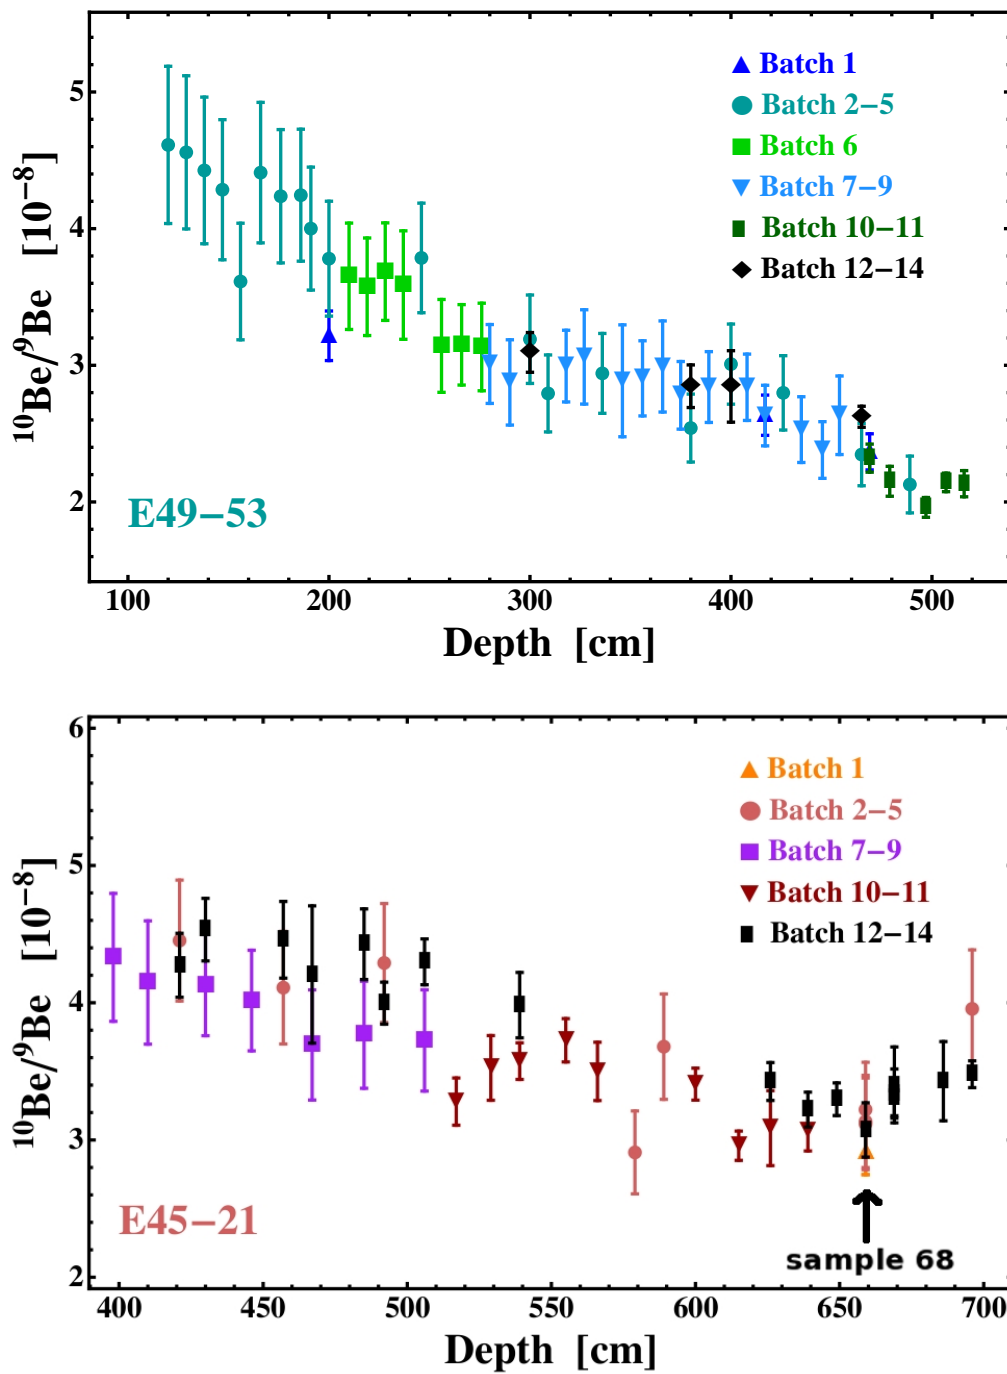 5
4
3
2
¹⁰Be/⁹Be [10⁻⁸]
Batch 1
Batch 2−5
Batch 6
Batch 7−9
Batch 10−11
Batch 12−14
E49−53
100 200 300 400 500
Depth [cm]
6
5
4
3
2
¹⁰Be/⁹Be [10⁻⁸]
Batch 1
Batch 2−5
Batch 7−9
Batch 10−11
Batch 12−14
E45−21
sample 68
400 450 500 550 600 650 700
Depth [cm]